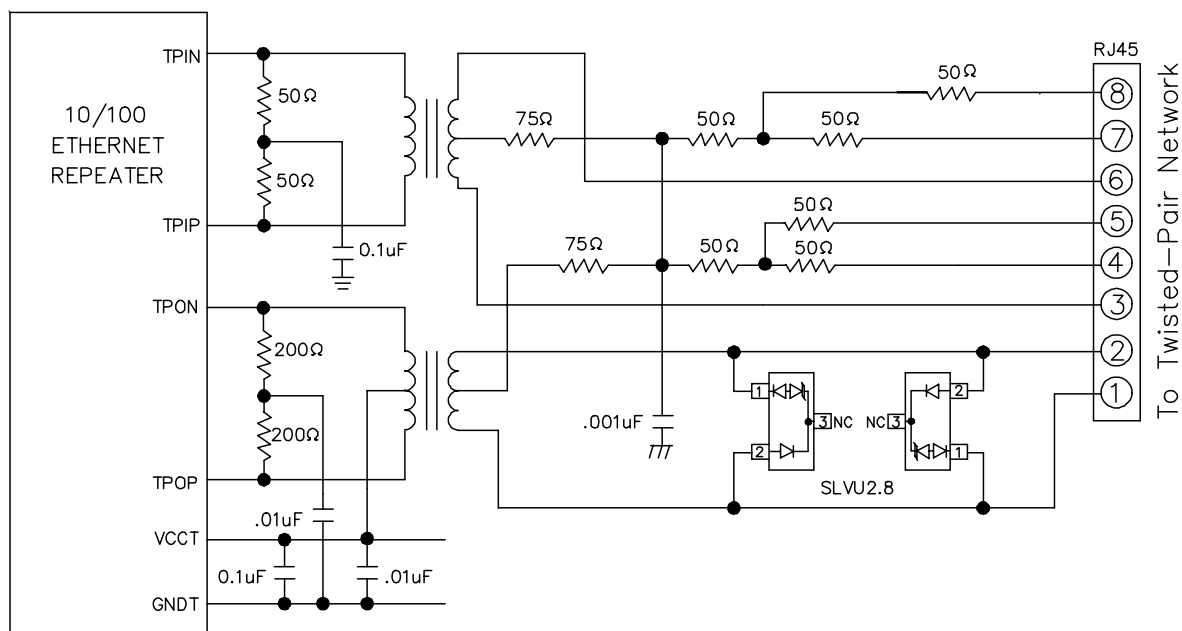 10/100
ETHERNET
REPEATER
TPIN
TPIP
TPON
TPOP
VCCT
GNDT
50Ω
50Ω
0.1uF
200Ω
200Ω
.01uF
0.1uF
.01uF
75Ω
75Ω
50Ω
50Ω
50Ω
50Ω
50Ω
50Ω
.001uF
1
2
3 NC
NC 3
2
1
SLVU2.8
RJ45
8
7
6
5
4
3
2
1
To Twisted-Pair Network